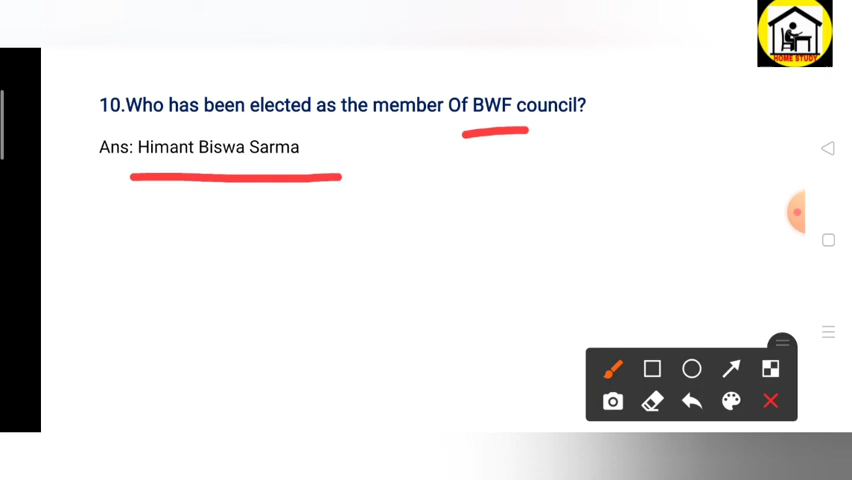 HOME STUDY
10.Who has been elected as the member Of BWF council?
Ans: Himant Biswa Sarma